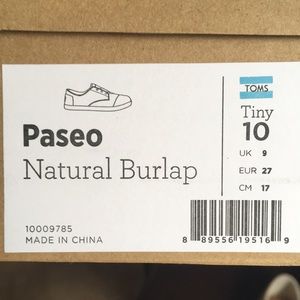 TOMS
Tiny
10
Paseo
Natural Burlap
UK 9
EUR 27
CM 17
10009785
MADE IN CHINA
8 89556 19516 9